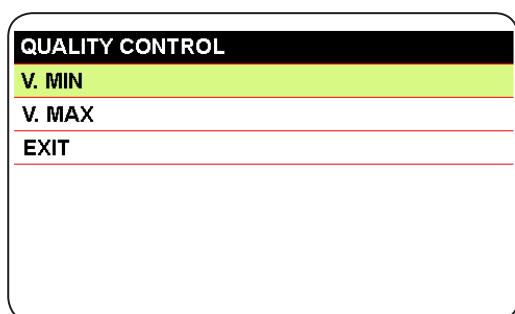 QUALITY CONTROL
V. MIN
V. MAX
EXIT